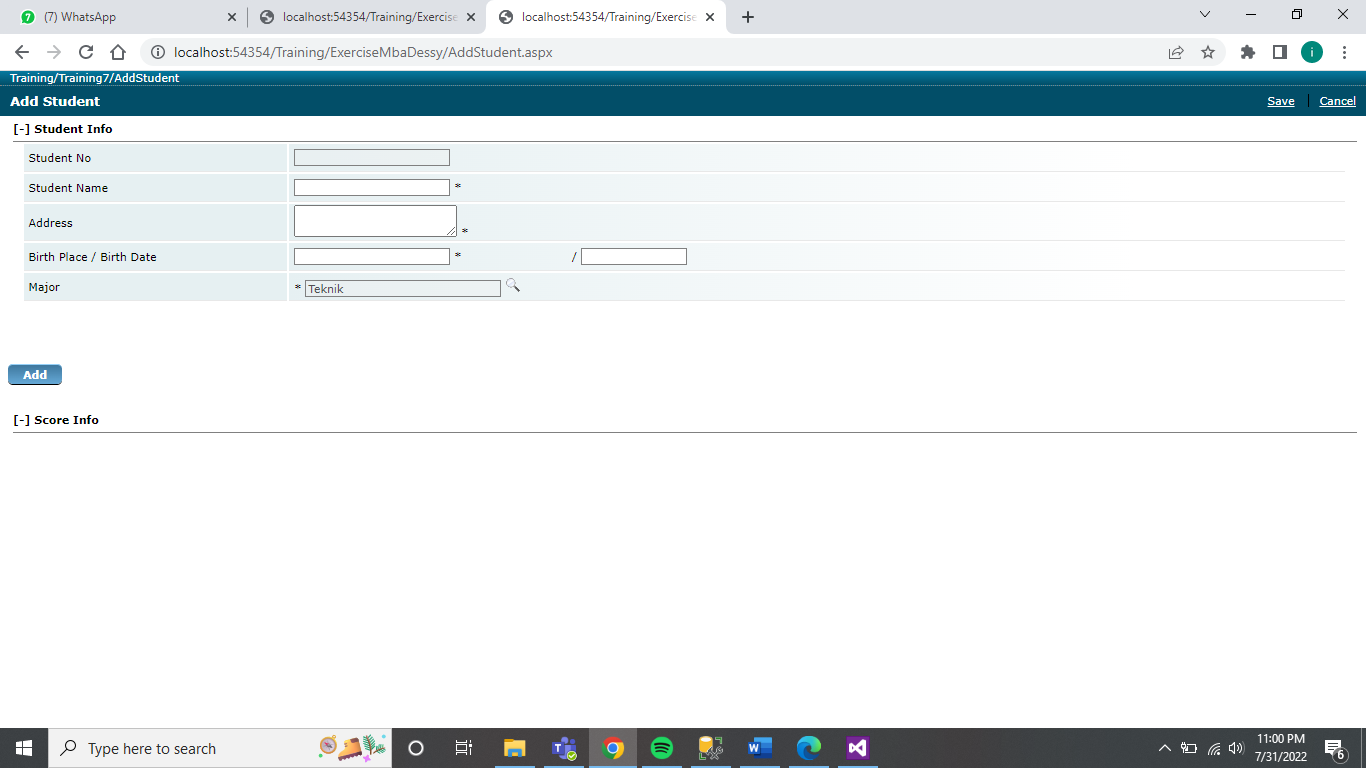 7 (7) WhatsApp
localhost:54354/Training/Exercise
localhost:54354/Training/Exercise
localhost:54354/Training/ExerciseMbaDessy/AddStudent.aspx
i
Training/Training7/AddStudent
Add Student
Save
Cancel
[-] Student Info
Student No
Student Name
*
Address
*
Birth Place / Birth Date
* /
Major
* Teknik
Add
[-] Score Info
Type here to search
11:00 PM
7/31/2022
6